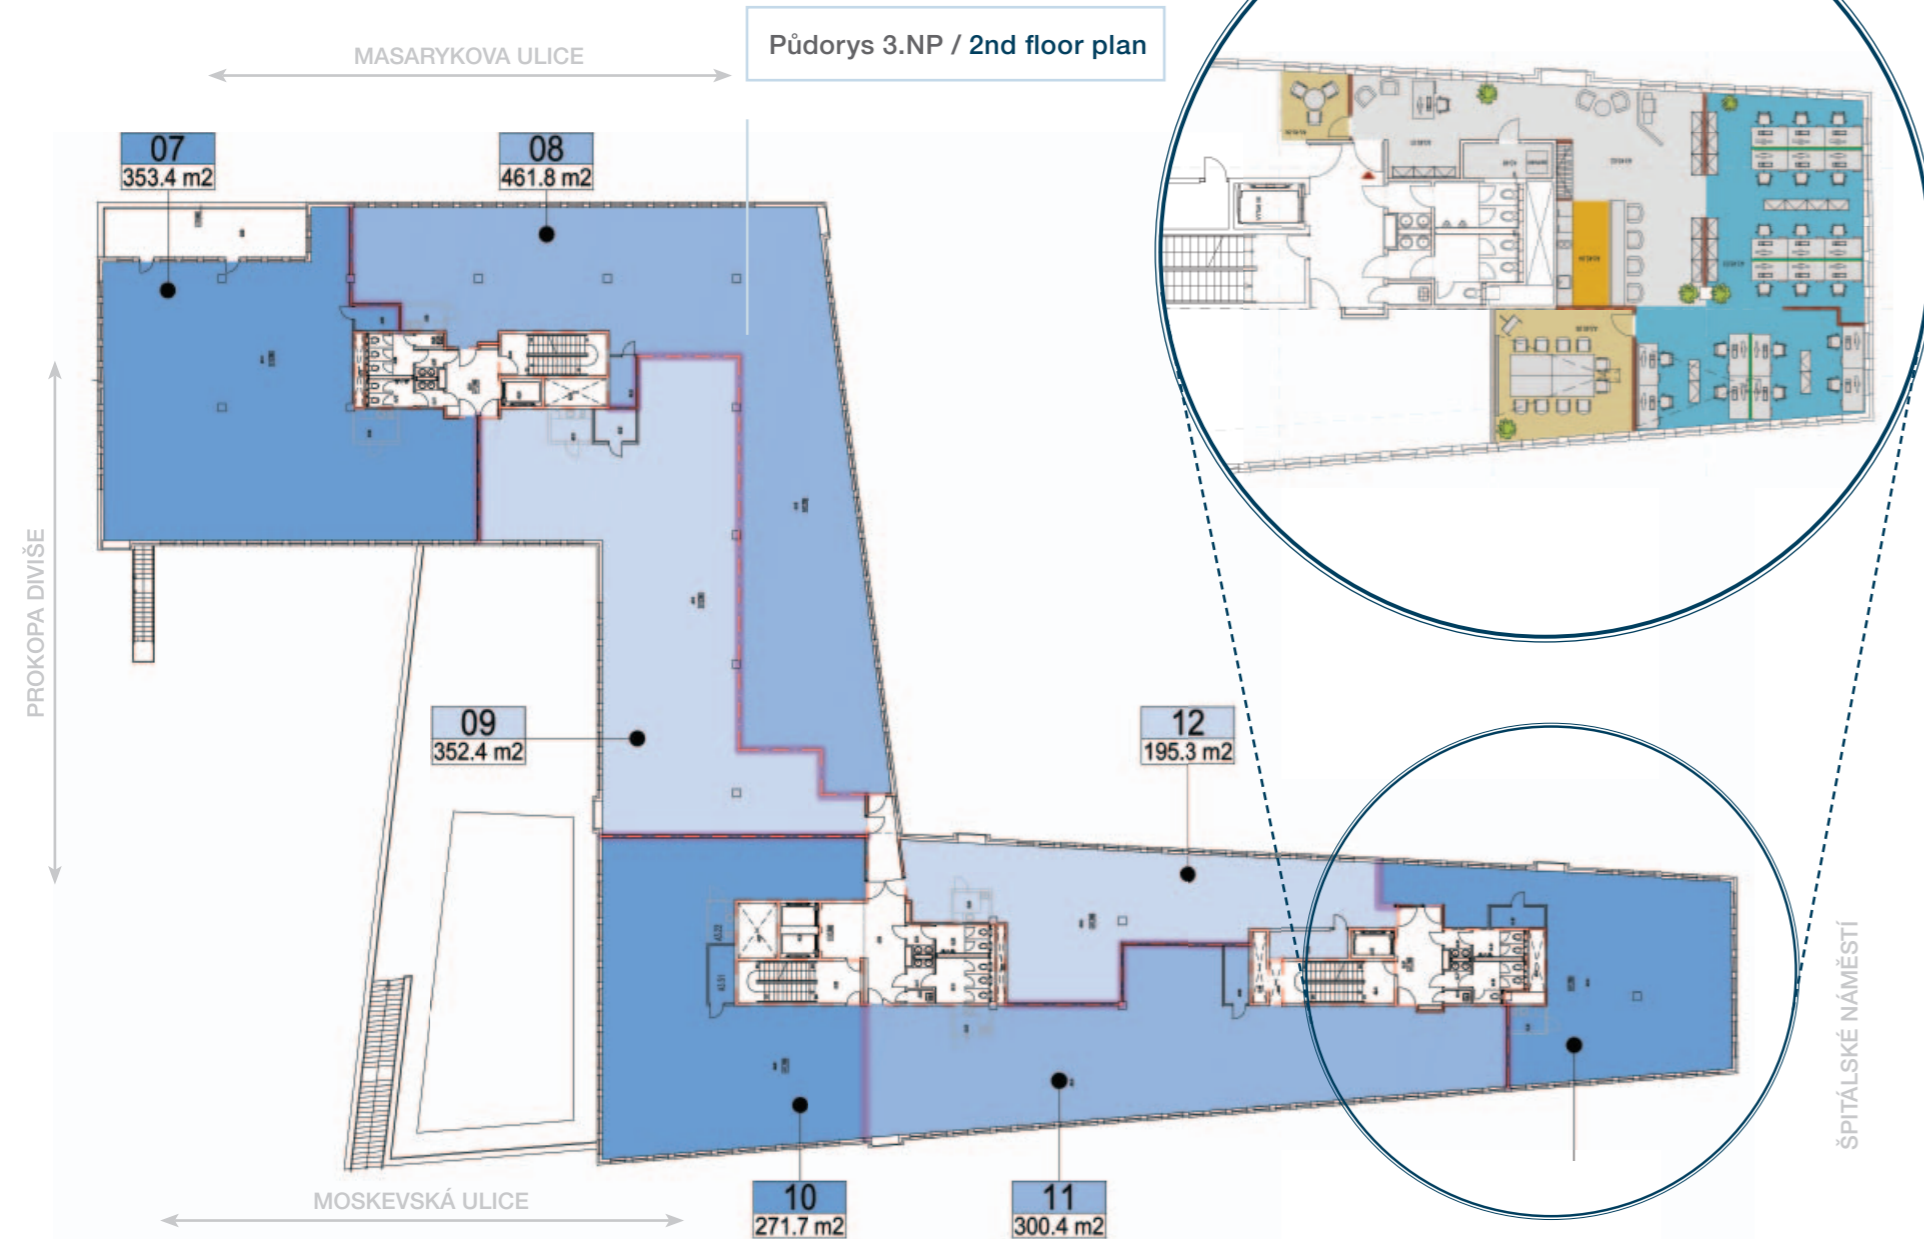 Půdorys 3.NP / 2nd floor plan
MASARYKOVA ULICE
07
353.4 m2
08
461.8 m2
PROKOPA DIVIŠE
09
352.4 m2
12
195.3 m2
ŠPITÁLSKÉ NÁMĚSTÍ
MOSKEVSKÁ ULICE
10
271.7 m2
11
300.4 m2